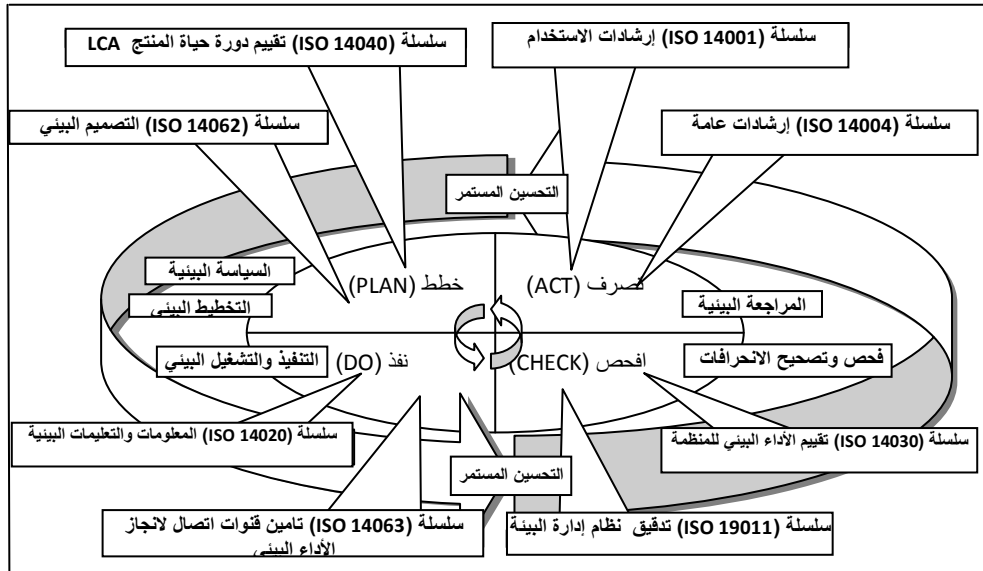 سلسلة (ISO 14001) إرشادات الاستخدام
سلسلة (ISO 14040) تقييم دورة حياة المنتج LCA
سلسلة (ISO 14004) إرشادات عامة
سلسلة (ISO 14062) التصميم البيئي
التحسين المستمر
السياسة البيئية
خطط (PLAN)
تصرف (ACT)
المراجعة البيئية
التخطيط البيئي
فحص وتصحيح الانحرافات
افحص (CHECK)
نفذ (DO)
التنفيذ والتشغيل البيئي
سلسلة (ISO 14030) تقييم الأداء البيئي للمنظمة
سلسلة (ISO 14020) المعلومات والتعليمات البيئية
التحسين المستمر
سلسلة (ISO 19011) تدقيق نظام إدارة البيئة
سلسلة (ISO 14063) تامين قنوات اتصال لانجاز
الأداء البيئي